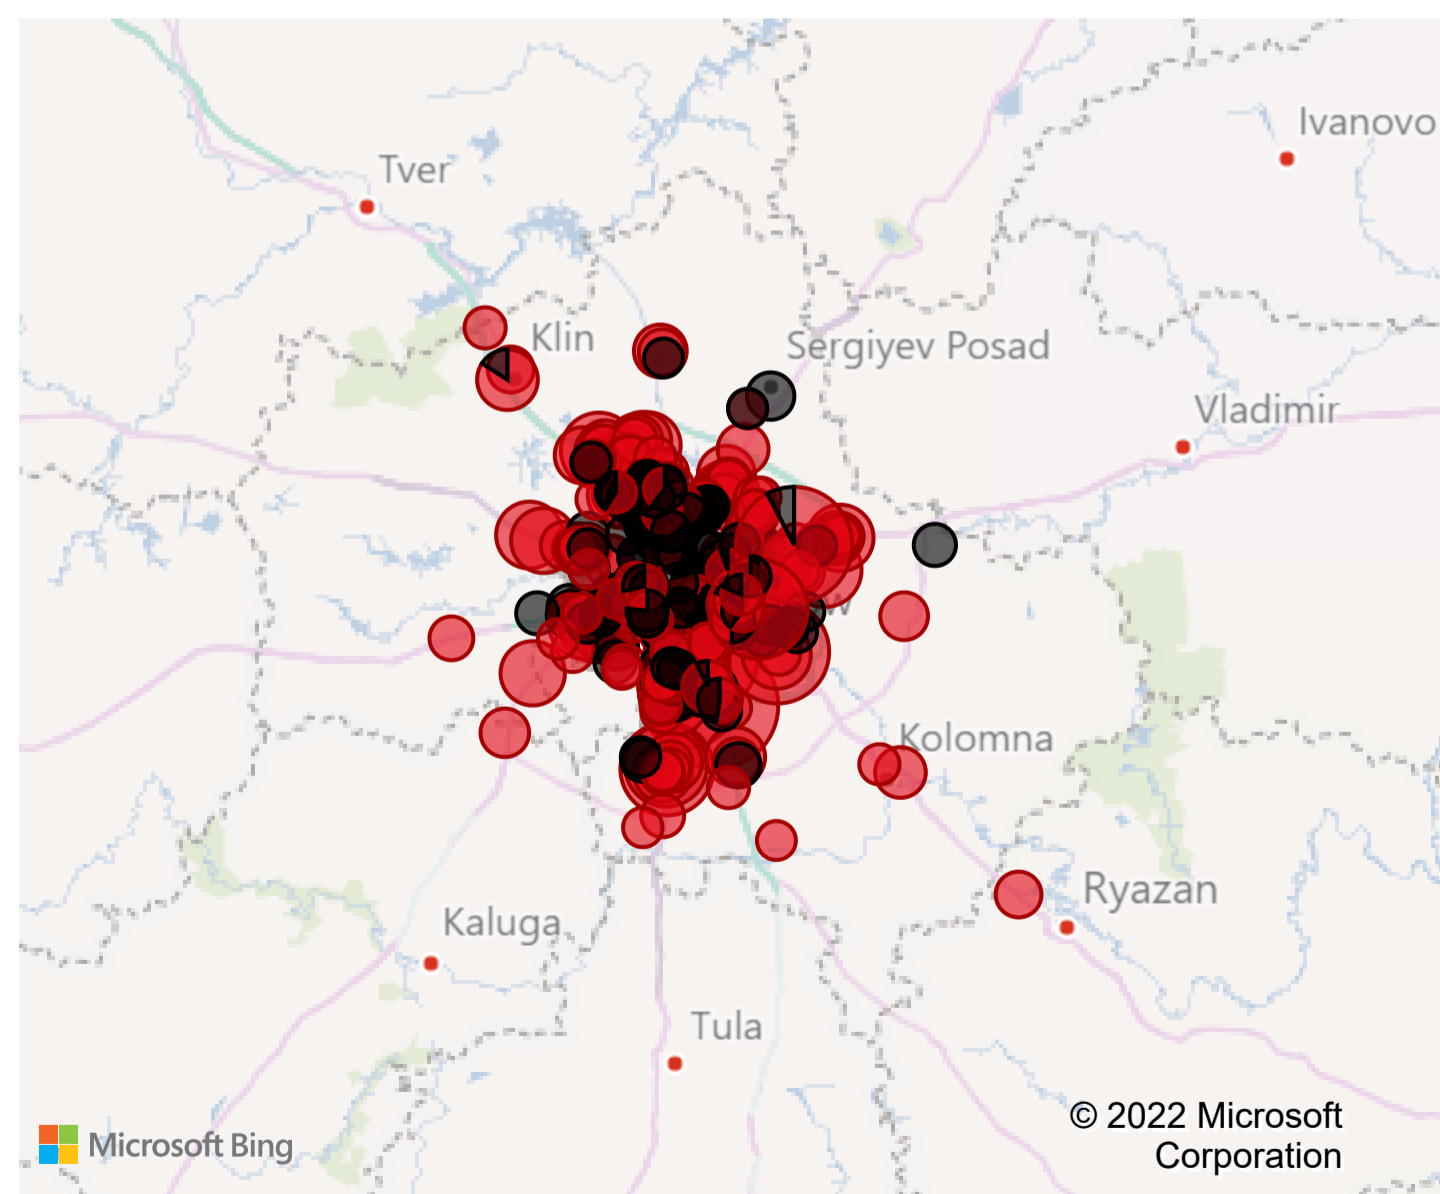 Ivanovo
Tver
Klin
Sergiyev Posad
Vladimir
Kolomna
Ryazan
Kaluga
Tula
© 2022 Microsoft
Corporation
Microsoft Bing